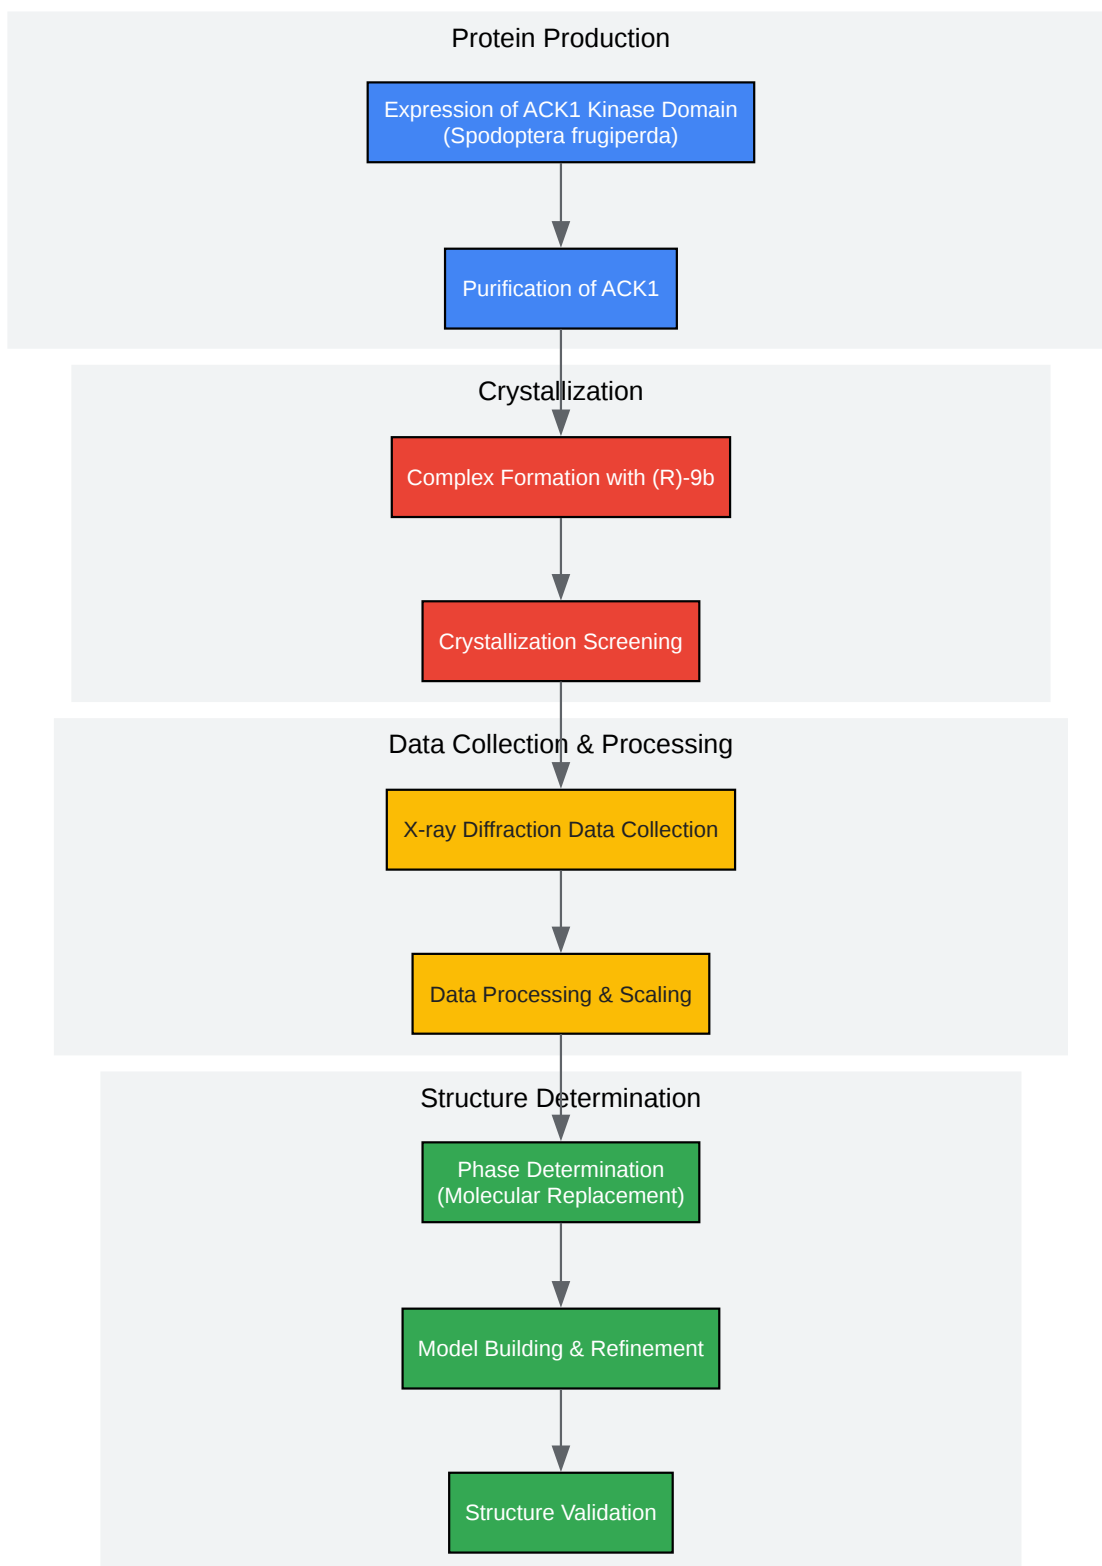 Protein Production
Expression of ACK1 Kinase Domain
(Spodoptera frugiperda)
Purification of ACK1
Crystallization
Complex Formation with (R)-9b
Crystallization Screening
Data Collection & Processing
X-ray Diffraction Data Collection
Data Processing & Scaling
Structure Determination
Phase Determination
(Molecular Replacement)
Model Building & Refinement
Structure Validation